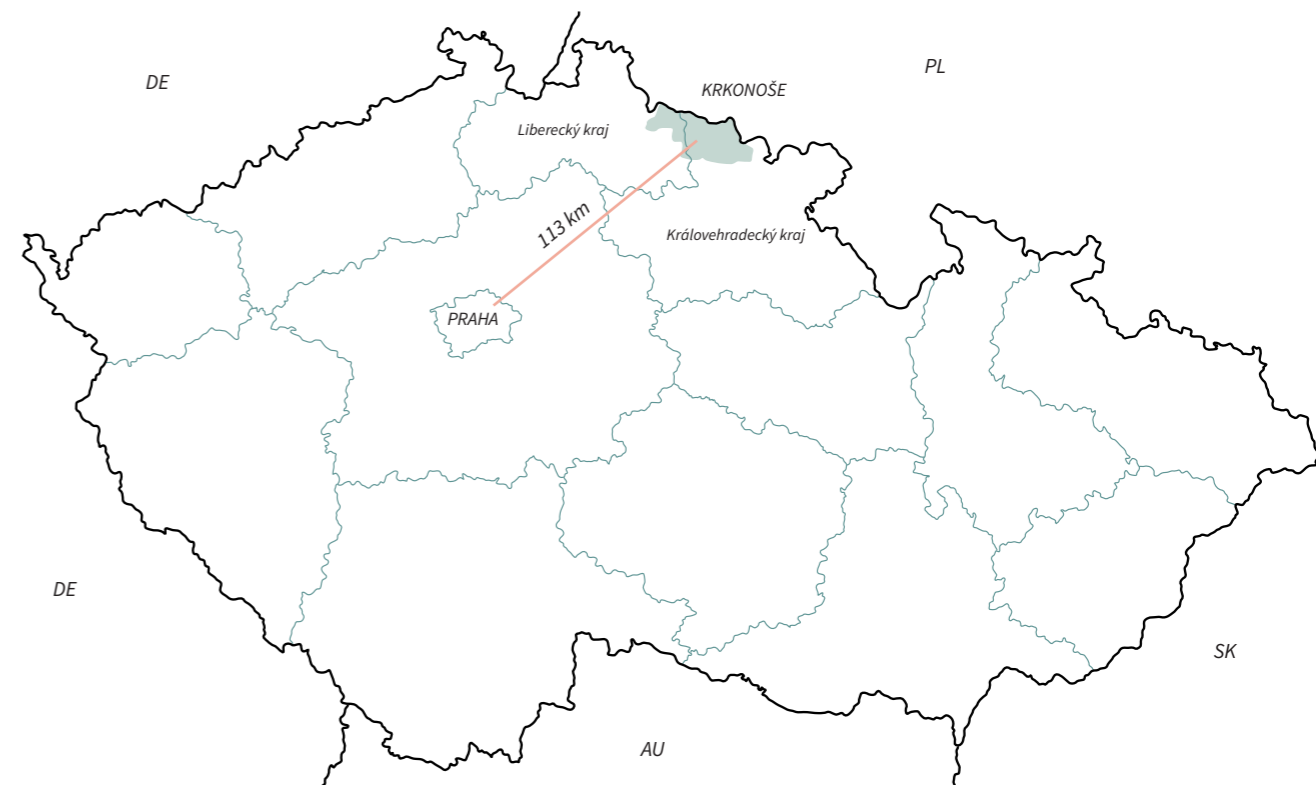 DE
PL
KRKONOŠE
Liberecký kraj
113 km
Královehradecký kraj
PRAHA
DE
SK
AU